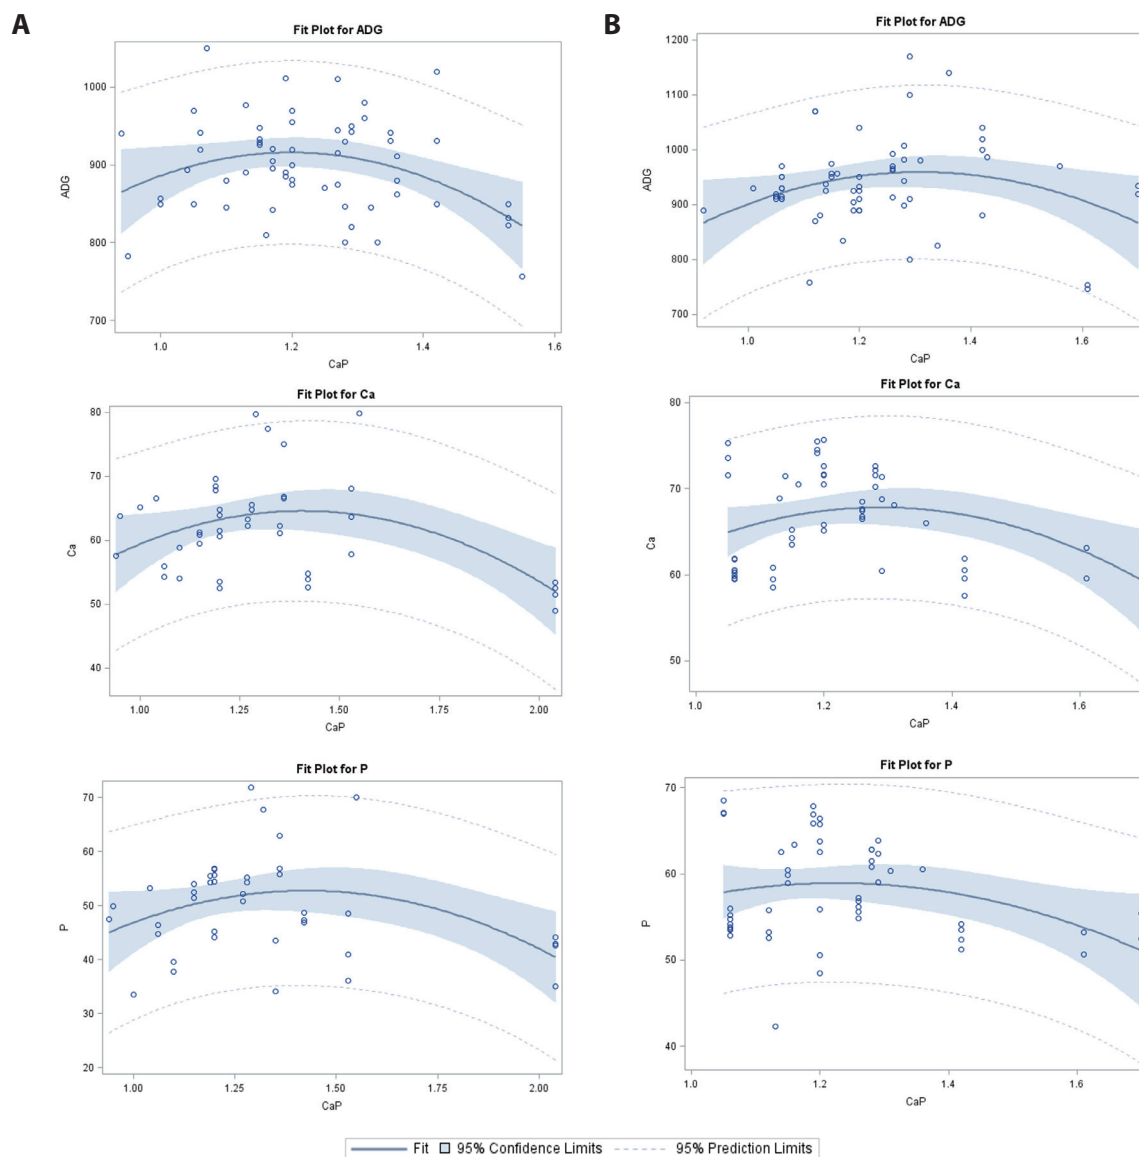 A
B
Fit Plot for ADG
1000
900
800
700
ADG
1.0
1.2
1.4
1.6
CaP
Fit Plot for ADG
1200
1100
1000
900
800
700
ADG
1.0
1.2
1.4
1.6
CaP
Fit Plot for Ca
80
70
60
50
40
Ca
1.00
1.25
1.50
1.75
2.00
CaP
Fit Plot for Ca
80
70
60
50
Ca
1.0
1.2
1.4
1.6
CaP
Fit Plot for P
70
60
50
40
30
20
P
1.00
1.25
1.50
1.75
2.00
CaP
Fit Plot for P
70
60
50
40
P
1.0
1.2
1.4
1.6
CaP
Fit 95% Confidence Limits 95% Prediction Limits